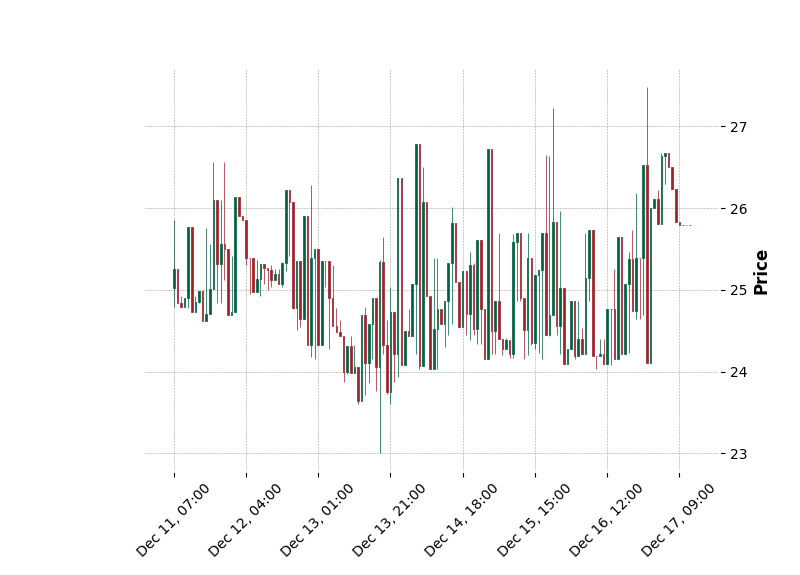 27
26
25
24
23
Price
Dec 11, 07:00
Dec 12, 04:00
Dec 13, 01:00
Dec 13, 21:00
Dec 14, 18:00
Dec 15, 15:00
Dec 16, 12:00
Dec 17, 09:00